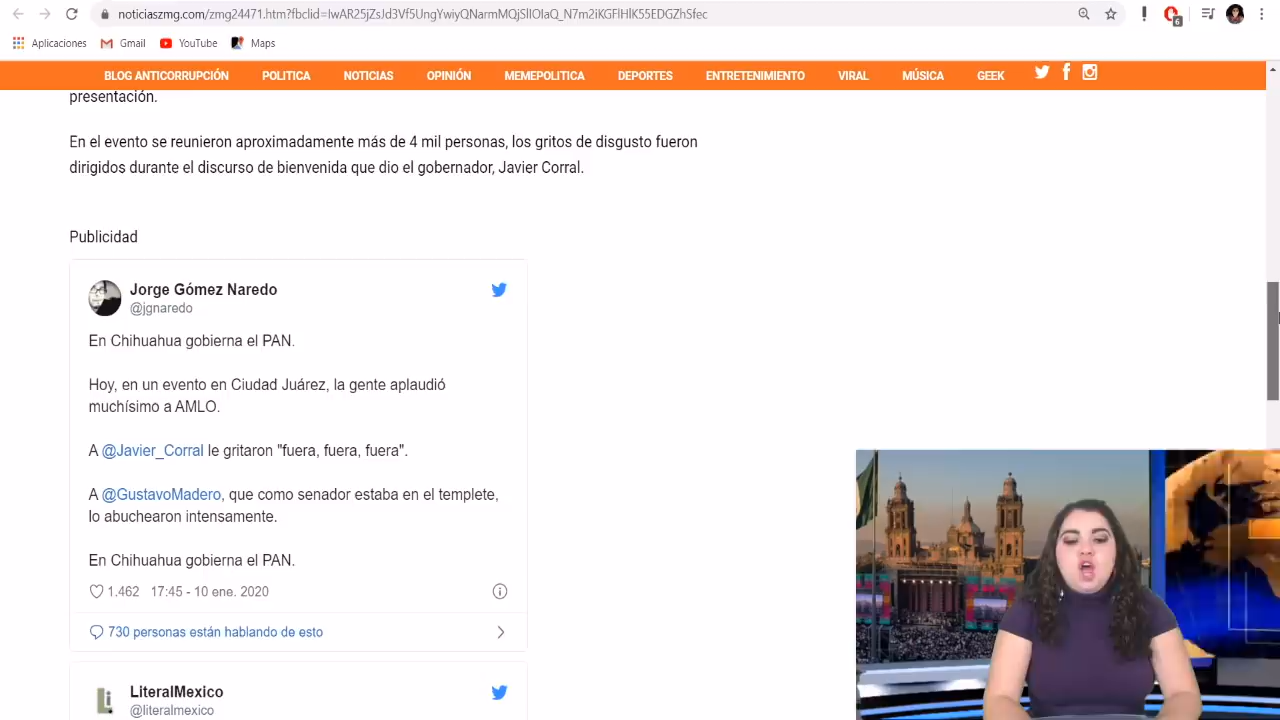 noticiaszmg.com/zmg24471.htm?fbclid=IwAR25jZsJd3Vf5UngYwiyQNarmMQjSlIOIaQ_N7m2iKGFlHlK55EDGZhSfec
6
Aplicaciones Gmail YouTube Maps
BLOG ANTICORRUPCIÓN POLITICA NOTICIAS OPINIÓN MEMEPOLITICA DEPORTES ENTRETENIMIENTO VIRAL MÚSICA GEEK
presentación.
En el evento se reunieron aproximadamente más de 4 mil personas, los gritos de disgusto fueron
dirigidos durante el discurso de bienvenida que dio el gobernador, Javier Corral.
Publicidad
Jorge Gómez Naredo
@jgnaredo
En Chihuahua gobierna el PAN.
Hoy, en un evento en Ciudad Juárez, la gente aplaudió
muchísimo a AMLO.
A @Javier_Corral le gritaron "fuera, fuera, fuera".
A @GustavoMadero, que como senador estaba en el templete,
lo abuchearon intensamente.
En Chihuahua gobierna el PAN.
1.462 17:45 - 10 ene. 2020
730 personas están hablando de esto
LiteralMexico
@literalmexico